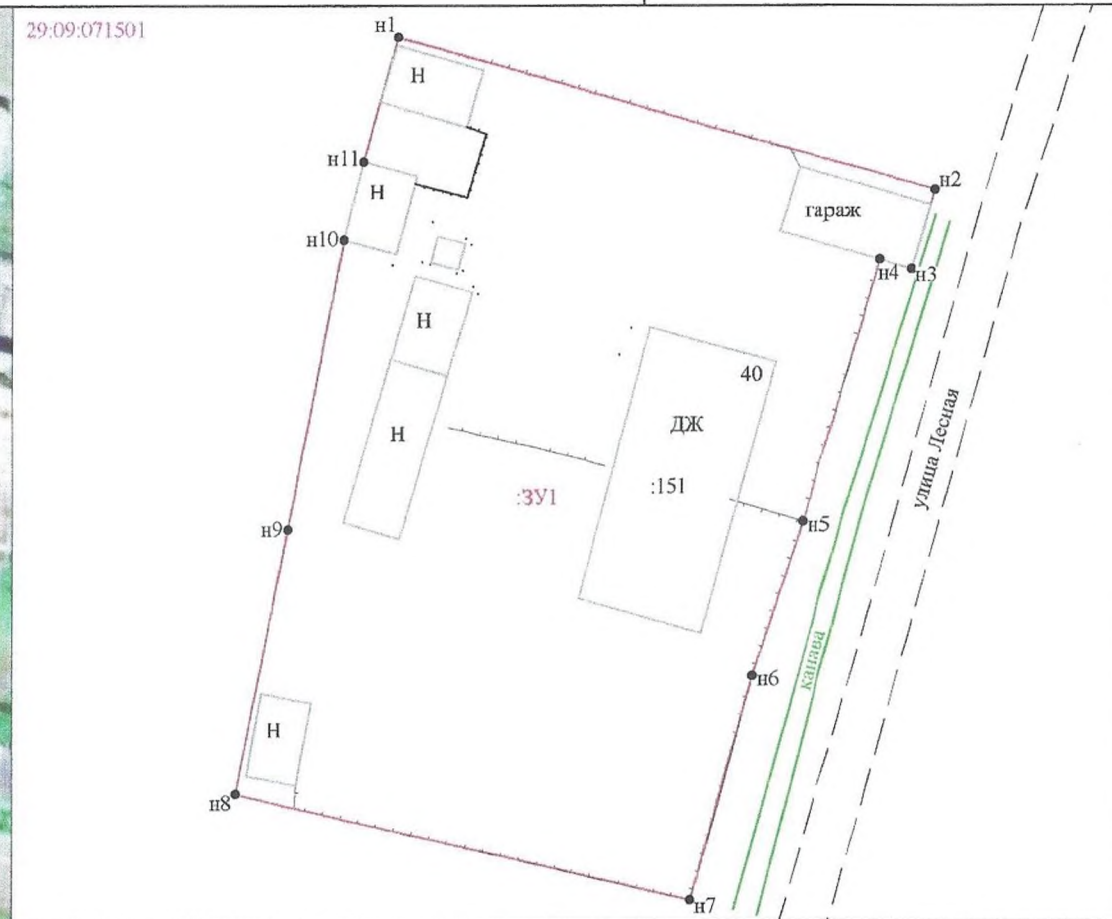 29:09:071501
н1
Н
н11
Н
н10
н2
гараж
н4
н3
Н
40
ДЖ
Н
:151
:ЗУ1
улица Лесная
н9
н5
канава
н6
Н
н8
н7